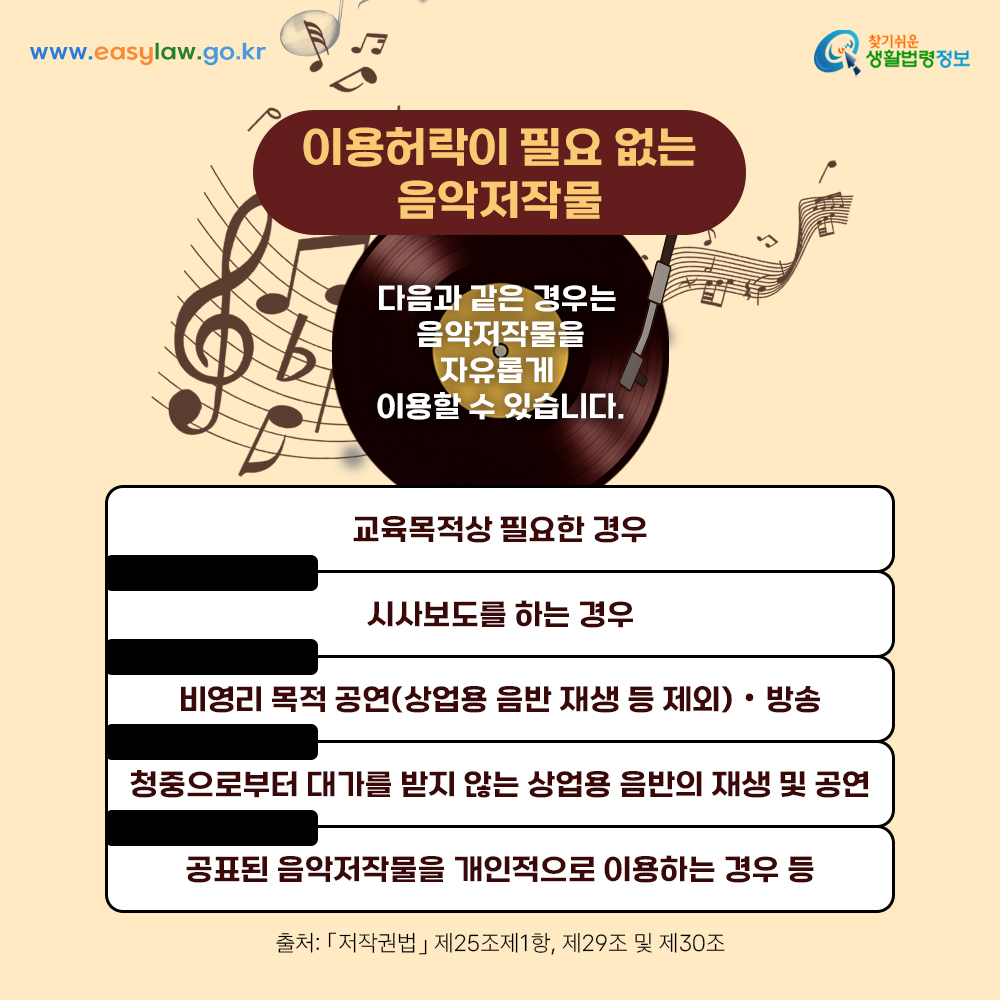 www.easylaw.go.kr
찾기쉬운
생활법령정보
이용허락이 필요 없는
음악저작물
다음과 같은 경우는
음악저작물을
자유롭게
이용할 수 있습니다.
교육목적상 필요한 경우
시사보도를 하는 경우
비영리 목적 공연(상업용 음반 재생 등 제외)·방송
청중으로부터 대가를 받지 않는 상업용 음반의 재생 및 공연
공표된 음악저작물을 개인적으로 이용하는 경우 등
출처: 「저작권법」 제25조제1항, 제29조 및 제30조